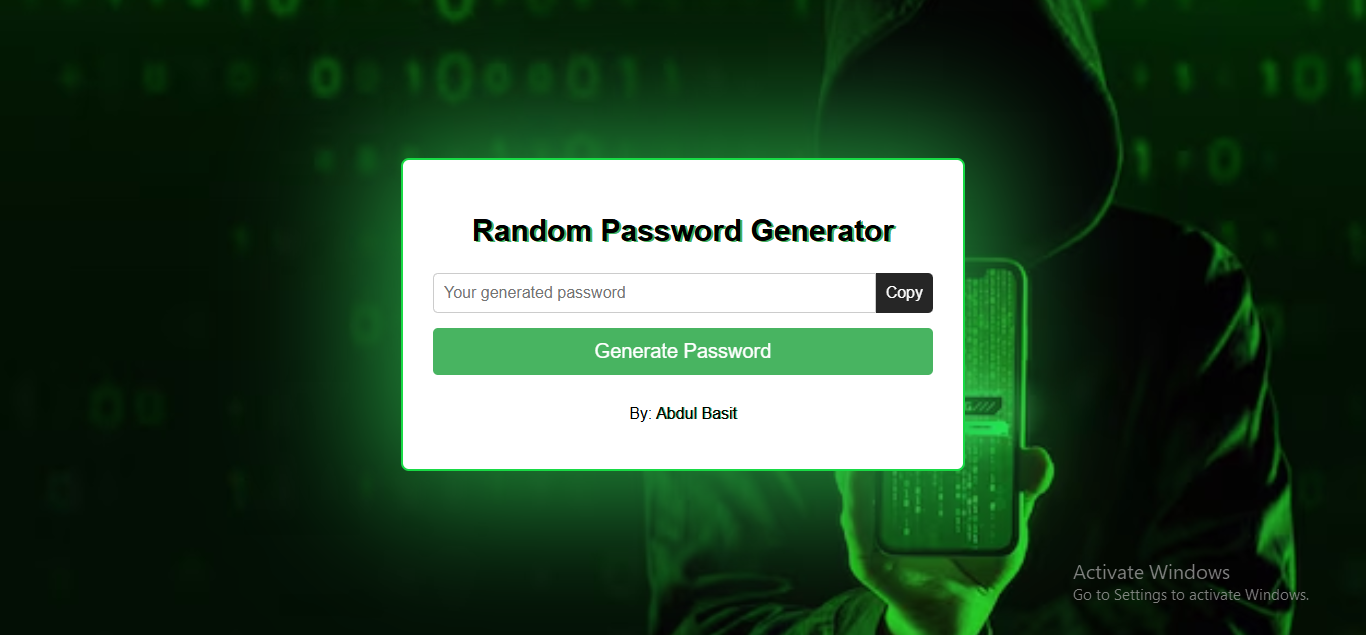 Random Password Generator
Your generated password
Copy
Generate Password
By: Abdul Basit
Activate Windows
Go to Settings to activate Windows.